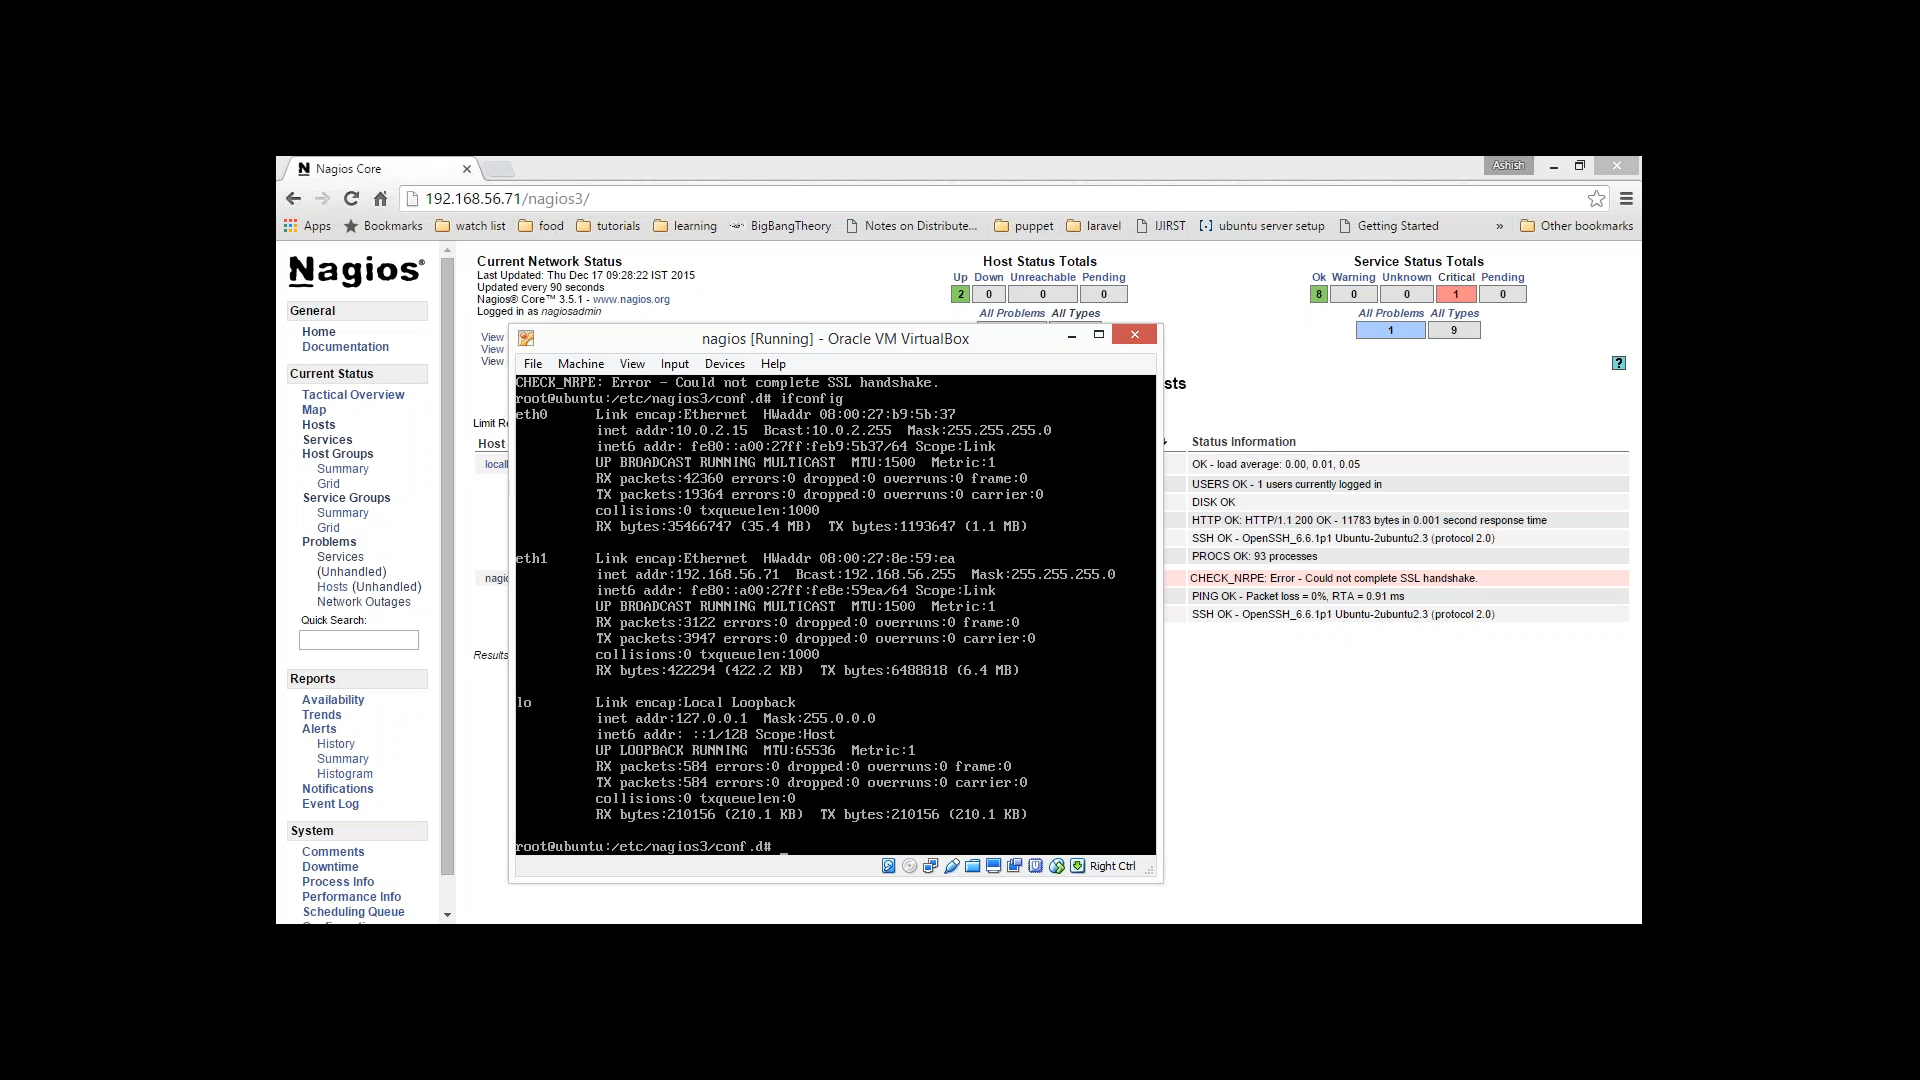 Nagios Core
Ashish
192.168.56.71/nagios3/
Apps Bookmarks watch list food tutorials learning BigBangTheory Notes on Distribute... puppet laravel IJIRST ubuntu server setup Getting Started » Other bookmarks
Nagios®
General
Home
Documentation
Current Status
Tactical Overview
Map
Hosts
Services
Host Groups
Summary
Grid
Service Groups
Summary
Grid
Problems
Services
(Unhandled)
Hosts (Unhandled)
Network Outages
Quick Search:
Reports
Availability
Trends
Alerts
History
Summary
Histogram
Notifications
Event Log
System
Comments
Downtime
Process Info
Performance Info
Scheduling Queue
Current Network Status
Last Updated: Thu Dec 17 09:28:22 IST 2015
Updated every 90 seconds
Nagios® Core™ 3.5.1 - www.nagios.org
Logged in as nagiosadmin
View
View
View
Host Status Totals
Up Down Unreachable Pending
2 0 0 0
All Problems All Types
Service Status Totals
Ok Warning Unknown Critical Pending
8 0 0 1 0
All Problems All Types
1 9
?
sts
Limit Re
Host
locall
nagio
Results
nagios [Running] - Oracle VM VirtualBox
File Machine View Input Devices Help
CHECK_NRPE: Error - Could not complete SSL handshake.
root@ubuntu:/etc/nagios3/conf.d# ifconfig
eth0 Link encap:Ethernet HWaddr 08:00:27:b9:5b:37
inet addr:10.0.2.15 Bcast:10.0.2.255 Mask:255.255.255.0
inet6 addr: fe80::a00:27ff:feb9:5b37/64 Scope:Link
UP BROADCAST RUNNING MULTICAST MTU:1500 Metric:1
RX packets:42360 errors:0 dropped:0 overruns:0 frame:0
TX packets:19364 errors:0 dropped:0 overruns:0 carrier:0
collisions:0 txqueuelen:1000
RX bytes:35466747 (35.4 MB) TX bytes:1193647 (1.1 MB)
eth1 Link encap:Ethernet HWaddr 08:00:27:8e:59:ea
inet addr:192.168.56.71 Bcast:192.168.56.255 Mask:255.255.255.0
inet6 addr: fe80::a00:27ff:fe8e:59ea/64 Scope:Link
UP BROADCAST RUNNING MULTICAST MTU:1500 Metric:1
RX packets:3122 errors:0 dropped:0 overruns:0 frame:0
TX packets:3947 errors:0 dropped:0 overruns:0 carrier:0
collisions:0 txqueuelen:1000
RX bytes:422294 (422.2 KB) TX bytes:6488818 (6.4 MB)
lo Link encap:Local Loopback
inet addr:127.0.0.1 Mask:255.0.0.0
inet6 addr: ::1/128 Scope:Host
UP LOOPBACK RUNNING MTU:65536 Metric:1
RX packets:584 errors:0 dropped:0 overruns:0 frame:0
TX packets:584 errors:0 dropped:0 overruns:0 carrier:0
collisions:0 txqueuelen:0
RX bytes:210156 (210.1 KB) TX bytes:210156 (210.1 KB)
root@ubuntu:/etc/nagios3/conf.d# _
Right Ctrl
Status Information
OK - load average: 0.00, 0.01, 0.05
USERS OK - 1 users currently logged in
DISK OK
HTTP OK: HTTP/1.1 200 OK - 11783 bytes in 0.001 second response time
SSH OK - OpenSSH_6.6.1p1 Ubuntu-2ubuntu2.3 (protocol 2.0)
PROCS OK: 93 processes
CHECK_NRPE: Error - Could not complete SSL handshake.
PING OK - Packet loss = 0%, RTA = 0.91 ms
SSH OK - OpenSSH_6.6.1p1 Ubuntu-2ubuntu2.3 (protocol 2.0)